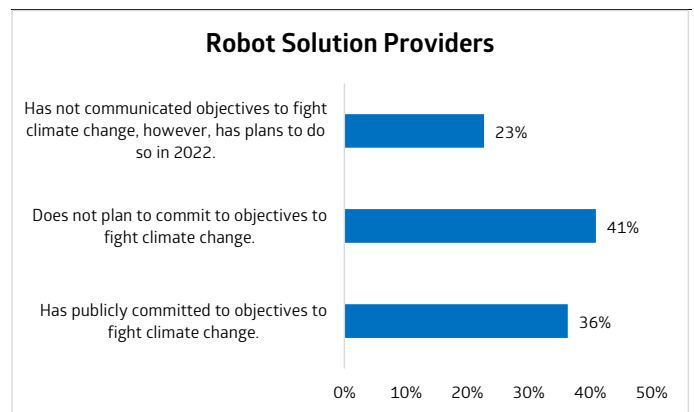 Robot Solution Providers
Has not communicated objectives to fight
climate change, however, has plans to do
so in 2022.
23%
Does not plan to commit to objectives to
fight climate change.
41%
Has publicly committed to objectives to
fight climate change.
36%
0% 10% 20% 30% 40% 50%